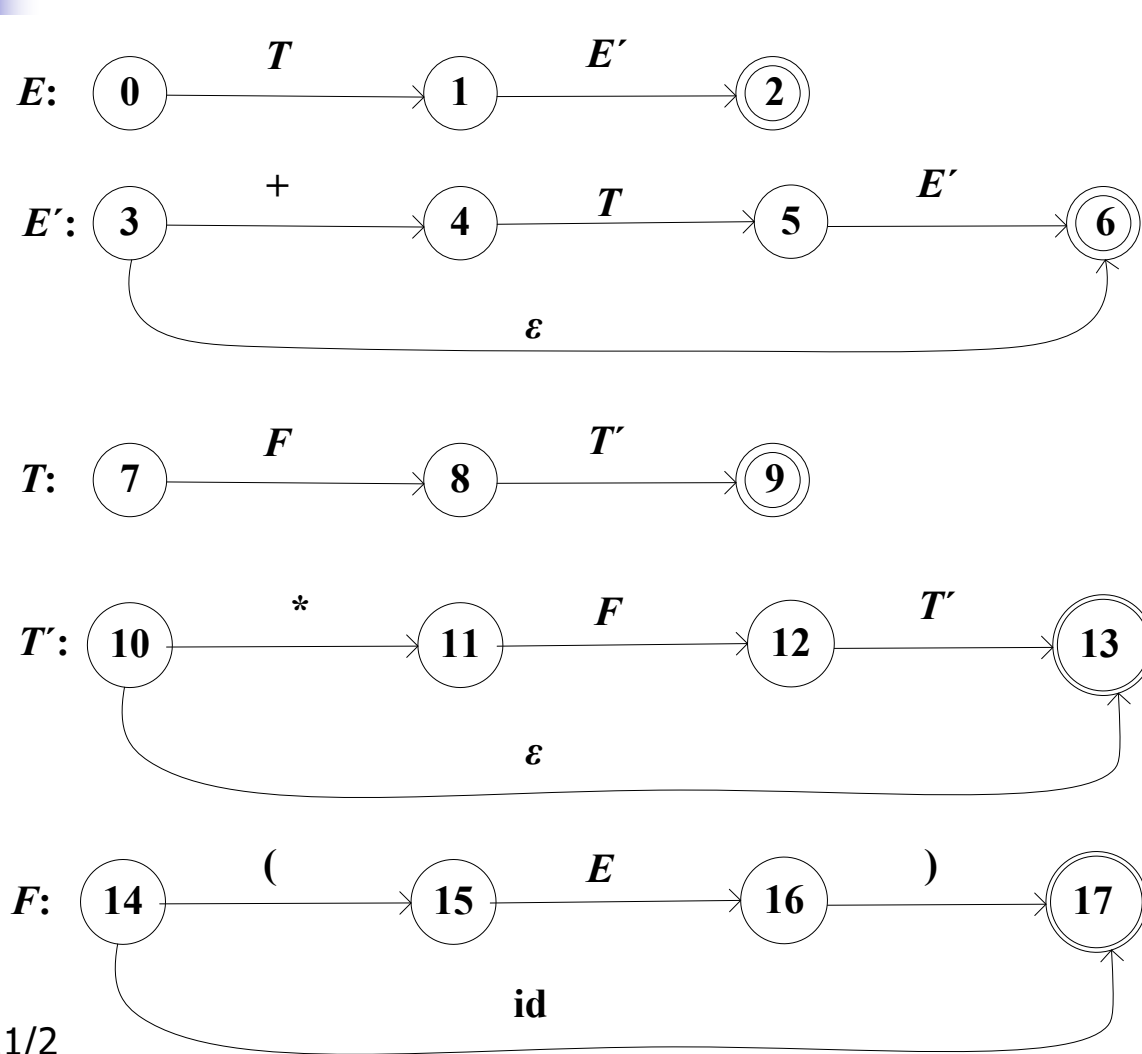 T E´
E: 0 1 2
+ T E´
E´: 3 4 5 6
ε
F T´
T: 7 8 9
* F T´
T´: 10 11 12 13
ε
( E )
F: 14 15 16 17
id
1/2